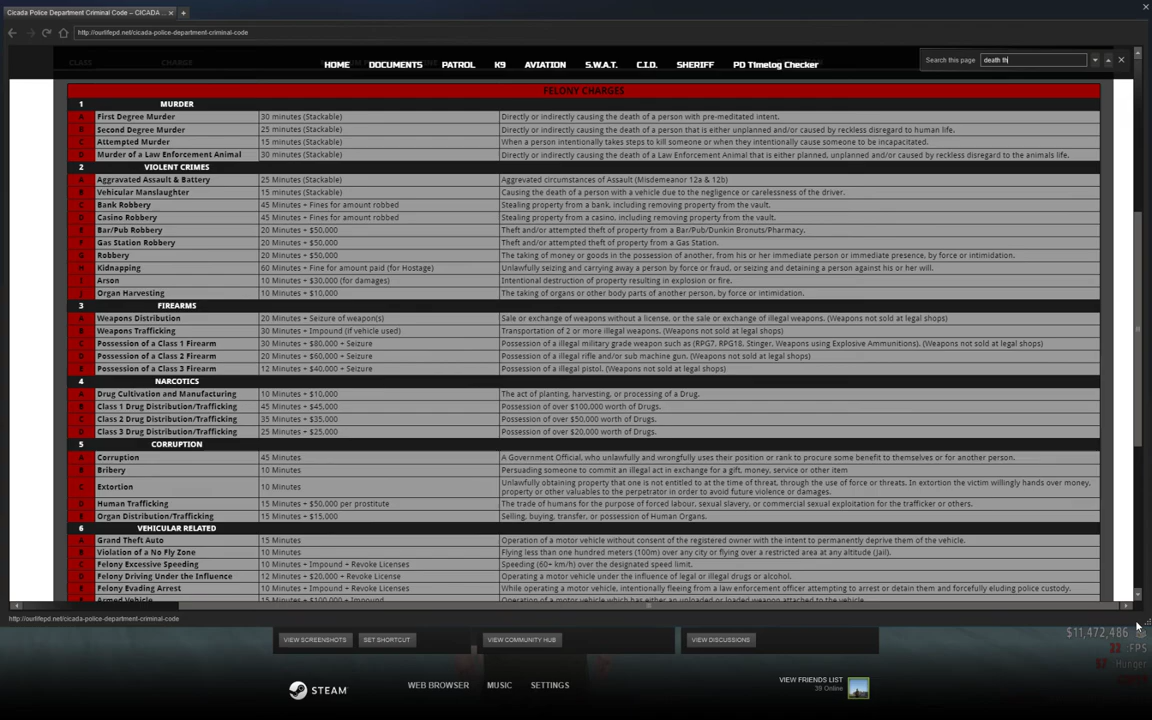 Cicada Police Department Criminal Code – CICADA ... × +
http://ourlifepd.net/cicada-police-department-criminal-code
CLASS CHARGE
HOME DOCUMENTS PATROL K9 AVIATION S.W.A.T. C.I.D. SHERIFF PD Timelog Checker
Search this page death th
FELONY CHARGES
1 MURDER
A First Degree Murder 30 minutes (Stackable) Directly or indirectly causing the death of a person with pre-meditated intent.
B Second Degree Murder 25 minutes (Stackable) Directly or indirectly causing the death of a person that is either unplanned and/or caused by reckless disregard to human life.
C Attempted Murder 15 minutes (Stackable) When a person intentionally takes steps to kill someone or when they intentionally cause someone to be incapacitated.
D Murder of a Law Enforcement Animal 30 minutes (Stackable) Directly or indirectly causing the death of a Law Enforcement Animal that is either planned, unplanned and/or caused by reckless disregard to the animals life.
2 VIOLENT CRIMES
A Aggravated Assault & Battery 25 Minutes (Stackable) Aggrevated circumstances of Assault (Misdemeanor 12a & 12b)
B Vehicular Manslaughter 15 minutes (Stackable) Causing the death of a person with a vehicle due to the negligence or carelessness of the driver.
C Bank Robbery 45 Minutes + Fines for amount robbed Stealing property from a bank, including removing property from the vault.
D Casino Robbery 45 Minutes + Fines for amount robbed Stealing property from a casino, including removing property from the vault.
E Bar/Pub Robbery 20 Minutes + $50,000 Theft and/or attempted theft of property from a Bar/Pub/Dunkin Bronuts/Pharmacy.
F Gas Station Robbery 20 Minutes + $50,000 Theft and/or attempted theft of property from a Gas Station.
G Robbery 20 Minutes + $50,000 The taking of money or goods in the possession of another, from his or her immediate person or immediate presence, by force or intimidation.
H Kidnapping 60 Minutes + Fine for amount paid (for Hostage) Unlawfully seizing and carrying away a person by force or fraud, or seizing and detaining a person against his or her will.
I Arson 10 Minutes + $30,000 (for damages) Intentional destruction of property resulting in explosion or fire.
J Organ Harvesting 10 Minutes + $10,000 The taking of organs or other body parts of another person, by force or intimidation.
3 FIREARMS
A Weapons Distribution 20 Minutes + Seizure of weapon(s) Sale or exchange of weapons without a license, or the sale or exchange of illegal weapons. (Weapons not sold at legal shops)
B Weapons Trafficking 30 Minutes + Impound (if vehicle used) Transportation of 2 or more illegal weapons. (Weapons not sold at legal shops)
C Possession of a Class 1 Firearm 30 Minutes + $80,000 + Seizure Possession of a illegal military grade weapon such as (RPG7, RPG18, Stinger, Weapons using Explosive Ammunitions). (Weapons not sold at legal shops)
D Possession of a Class 2 Firearm 20 Minutes + $60,000 + Seizure Possession of a illegal rifle and/or sub machine gun. (Weapons not sold at legal shops)
E Possession of a Class 3 Firearm 12 Minutes + $40,000 + Seizure Possession of a illegal pistol. (Weapons not sold at legal shops)
4 NARCOTICS
A Drug Cultivation and Manufacturing 10 Minutes + $10,000 The act of planting, harvesting, or processing of a Drug.
B Class 1 Drug Distribution/Trafficking 45 Minutes + $45,000 Possession of over $100.000 worth of Drugs.
C Class 2 Drug Distribution/Trafficking 35 Minutes + $35,000 Possession of over $50.000 worth of Drugs.
D Class 3 Drug Distribution/Trafficking 25 Minutes + $25,000 Possession of over $20,000 worth of Drugs.
5 CORRUPTION
A Corruption 45 Minutes A Government Official, who unlawfully and wrongfully uses their position or rank to procure some benefit to themselves or for another person.
B Bribery 10 Minutes Persuading someone to commit an illegal act in exchange for a gift, money, service or other item
C Extortion 10 Minutes Unlawfully obtaining property that one is not entitled to at the time of threat, through the use of force or threats. In extortion the victim willingly hands over money,
property or other valuables to the perpetrator in order to avoid future violence or damages.
D Human Trafficking 15 Minutes + $50,000 per prostitute The trade of humans for the purpose of forced labour, sexual slavery, or commercial sexual exploitation for the trafficker or others.
E Organ Distribution/Trafficking 15 Minutes + $15,000 Selling, buying, transfer, or possession of Human Organs.
6 VEHICULAR RELATED
A Grand Theft Auto 15 Minutes Operation of a motor vehicle without consent of the registered owner with the intent to permanently deprive them of the vehicle.
B Violation of a No Fly Zone 10 Minutes Flying less than one hundred meters (100m) over any city or flying over a restricted area at any altitude (Jail).
C Felony Excessive Speeding 10 Minutes + Impound + Revoke Licenses Speeding (60+ km/h) over the designated speed limit.
D Felony Driving Under the Influence 12 Minutes + $20,000 + Revoke License Operating a motor vehicle under the influence of legal or illegal drugs or alcohol.
E Felony Evading Arrest 10 Minutes + Impound + Revoke Licenses While operating a motor vehicle, intentionally fleeing from a law enforcement officer attempting to arrest or detain them and forcefully eluding police custody.
F Armed Vehicle 15 Minutes + $100,000 + Impound Operation of a motor vehicle which has either an unloaded or loaded weapon attached to the vehicle.
http://ourlifepd.net/cicada-police-department-criminal-code
VIEW SCREENSHOTS SET SHORTCUT VIEW COMMUNITY HUB VIEW DISCUSSIONS
$11,472,486
22 :FPS
Hunger
STEAM WEB BROWSER MUSIC SETTINGS VIEW FRIENDS LIST
39 Online